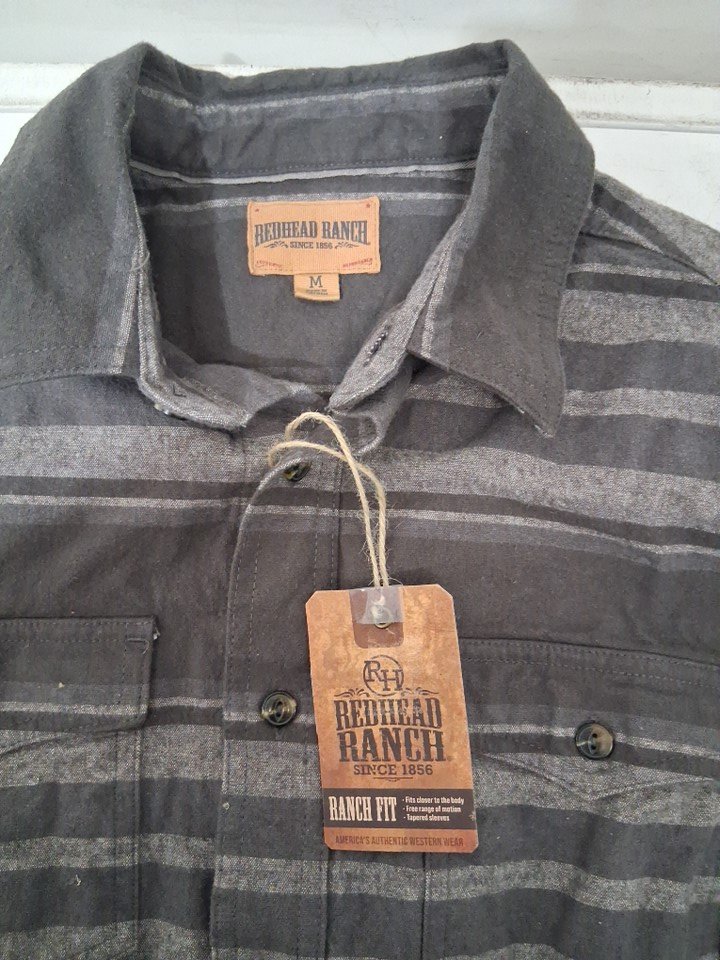 REDHEAD RANCH
SINCE 1856
AUTHENTIC
M
RH
REDHEAD
RANCH
SINCE 1856
RANCH FIT
· Fits closer to the body
· Free range of motion
· Tapered sleeves
AMERICA'S AUTHENTIC WESTERN WEAR